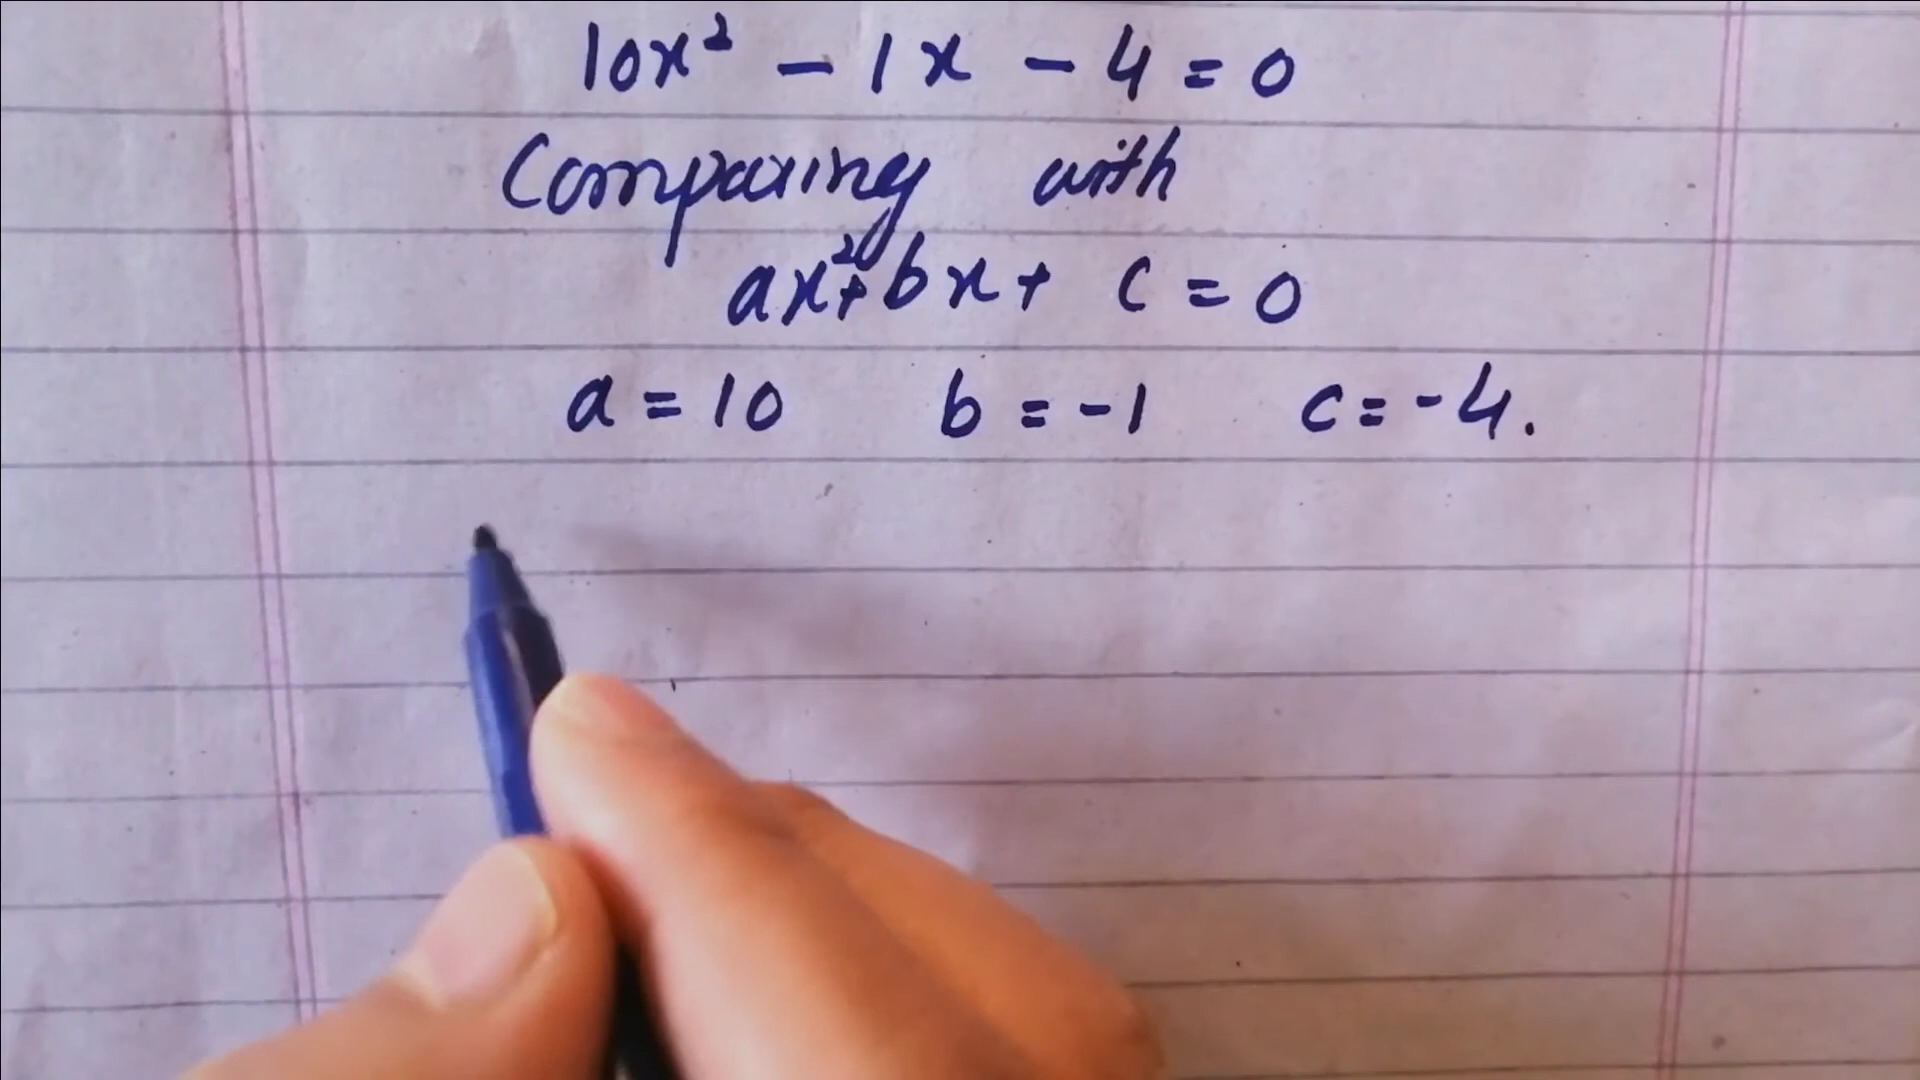 10x² - 1x - 4 = 0
Comparing with
ax² + bx + c = 0
a = 10 b = -1 c = -4.